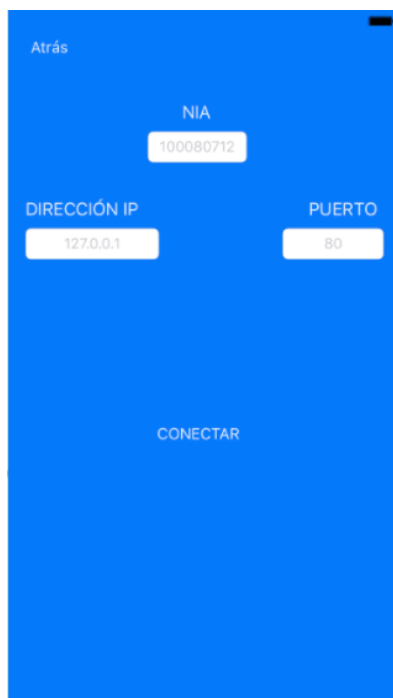 Atrás
NIA
100080712
DIRECCIÓN IP PUERTO
127.0.0.1 80
CONECTAR